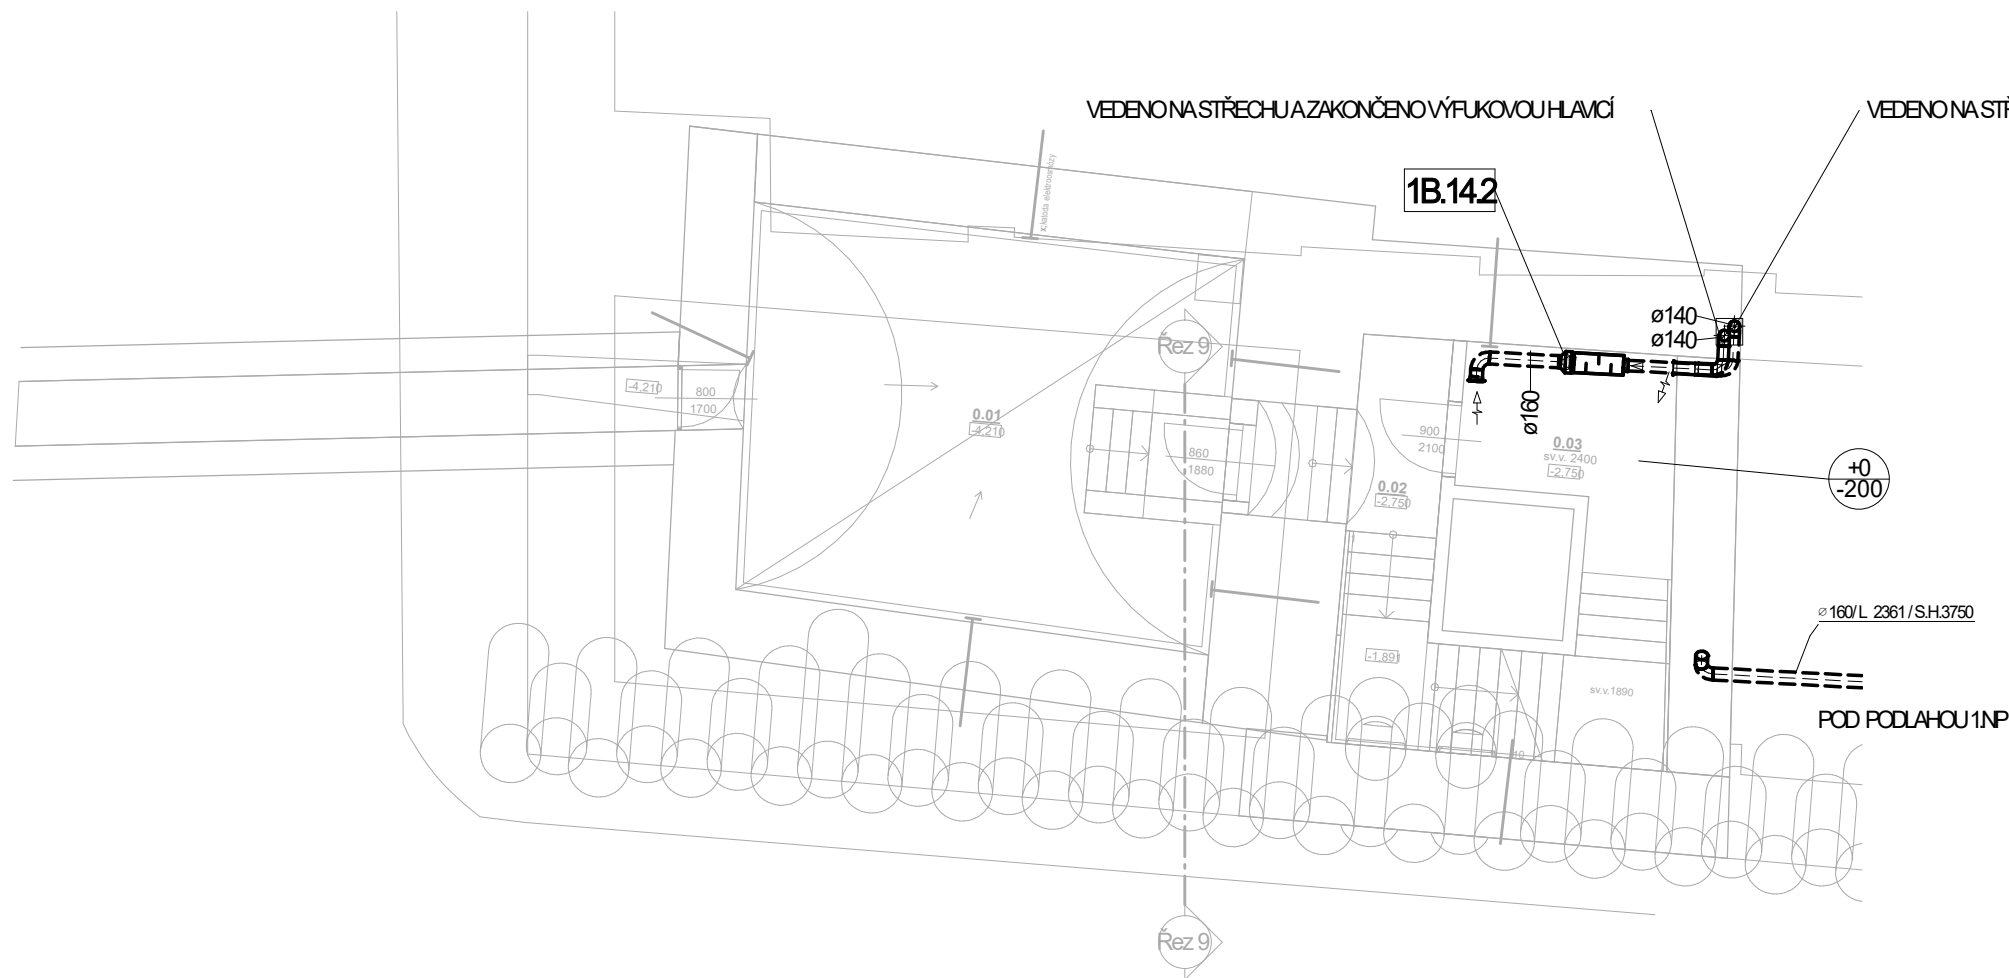 VEDENO NA STŘECHU A ZAKONČENO VÝFUKOVOU HLAVICÍ
VEDENO NA STŘ
1B.14.2
x;katoda elektroosmózy
ø140
ø140
Řez 9
-4,210
800
1700
0.01
-4,210
860
1880
900
2100
ø160
0.03
sv.v. 2400
-2,750
+0
-200
0.02
-2,750
ø160/ L 2361 / S.H.3750
-1,891
sv.v.1890
POD PODLAHOU 1.NP
Řez 9